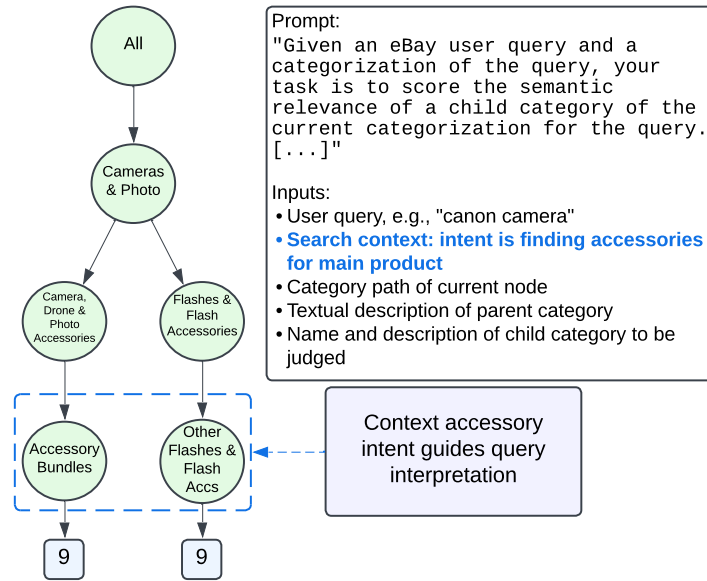 All
Cameras
& Photo
Camera,
Drone &
Photo
Accessories
Flashes &
Flash
Accessories
Accessory
Bundles
Other
Flashes &
Flash
Accs
9
9
Prompt:
"Given an eBay user query and a
categorization of the query, your
task is to score the semantic
relevance of a child category of the
current categorization for the query.
[...]"
Inputs:
• User query, e.g., "canon camera"
• Search context: intent is finding accessories
for main product
• Category path of current node
• Textual description of parent category
• Name and description of child category to be
judged
Context accessory
intent guides query
interpretation